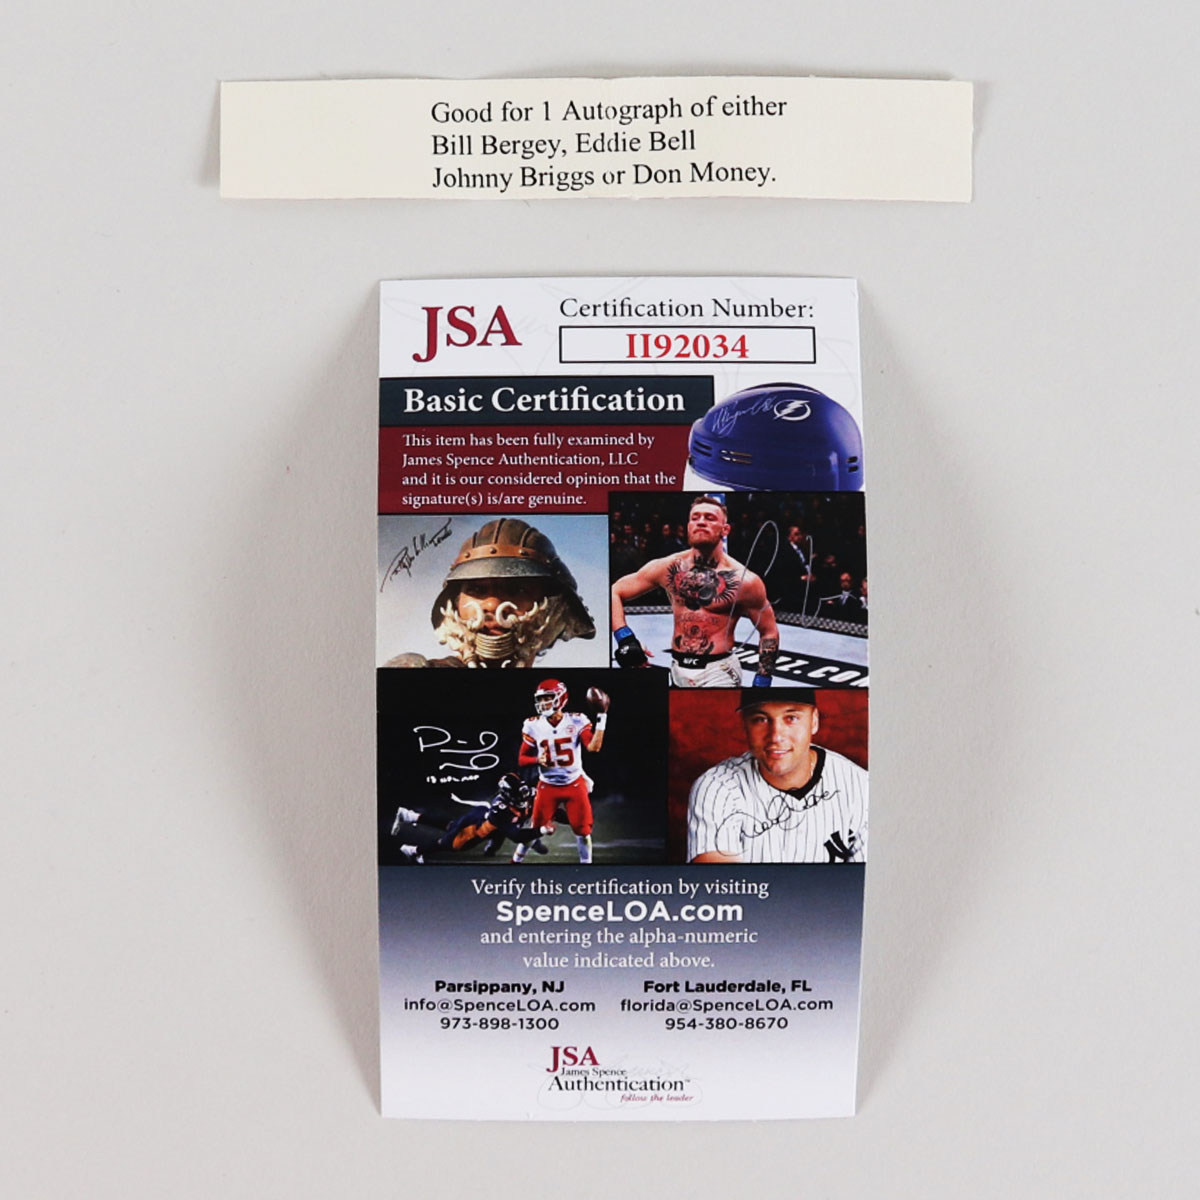 Good for 1 Autograph of either
Bill Bergey, Eddie Bell
Johnny Briggs or Don Money.
JSA
Certification Number:
II92034
Basic Certification
This item has been fully examined by
James Spence Authentication, LLC
and it is our considered opinion that the
signature(s) is/are genuine.
UFC
15
Verify this certification by visiting
SpenceLOA.com
and entering the alpha-numeric
value indicated above.
Parsippany, NJ
info@SpenceLOA.com
973-898-1300
Fort Lauderdale, FL
florida@SpenceLOA.com
954-380-8670
JSA
James Spence
Authentication™
follow the leader